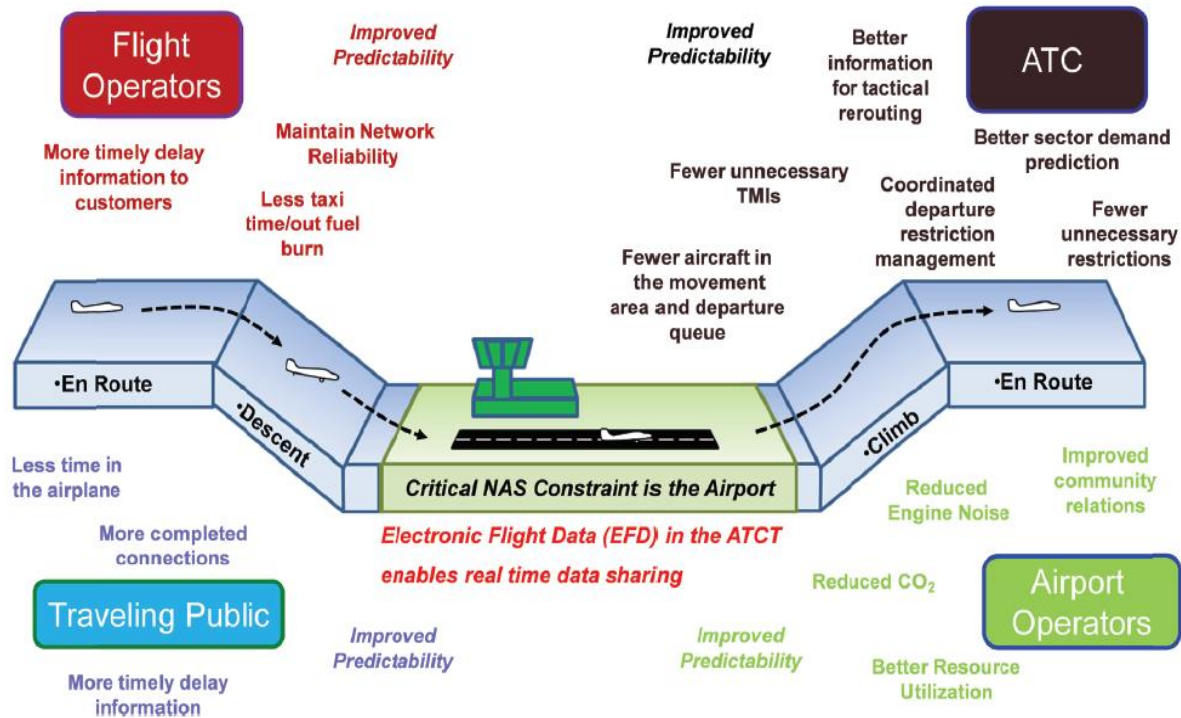 Flight
Operators
Improved
Predictability
Maintain Network
Reliability
More timely delay
information to
customers
Less taxi
time/out fuel
burn
Improved
Predictability
Better
information
for tactical
rerouting
ATC
Better sector demand
prediction
Fewer unnecessary
TMIs
Coordinated
departure
restriction
management
Fewer
unnecessary
restrictions
Fewer aircraft in
the movement
area and departure
queue
•En Route
•Descent
Critical NAS Constraint is the Airport
•Climb
•En Route
Electronic Flight Data (EFD) in the ATCT
enables real time data sharing
Less time in
the airplane
More completed
connections
Traveling Public
More timely delay
information
Improved
Predictability
Improved
Predictability
Reduced
Engine Noise
Improved
community
relations
Reduced CO₂
Airport
Operators
Better Resource
Utilization